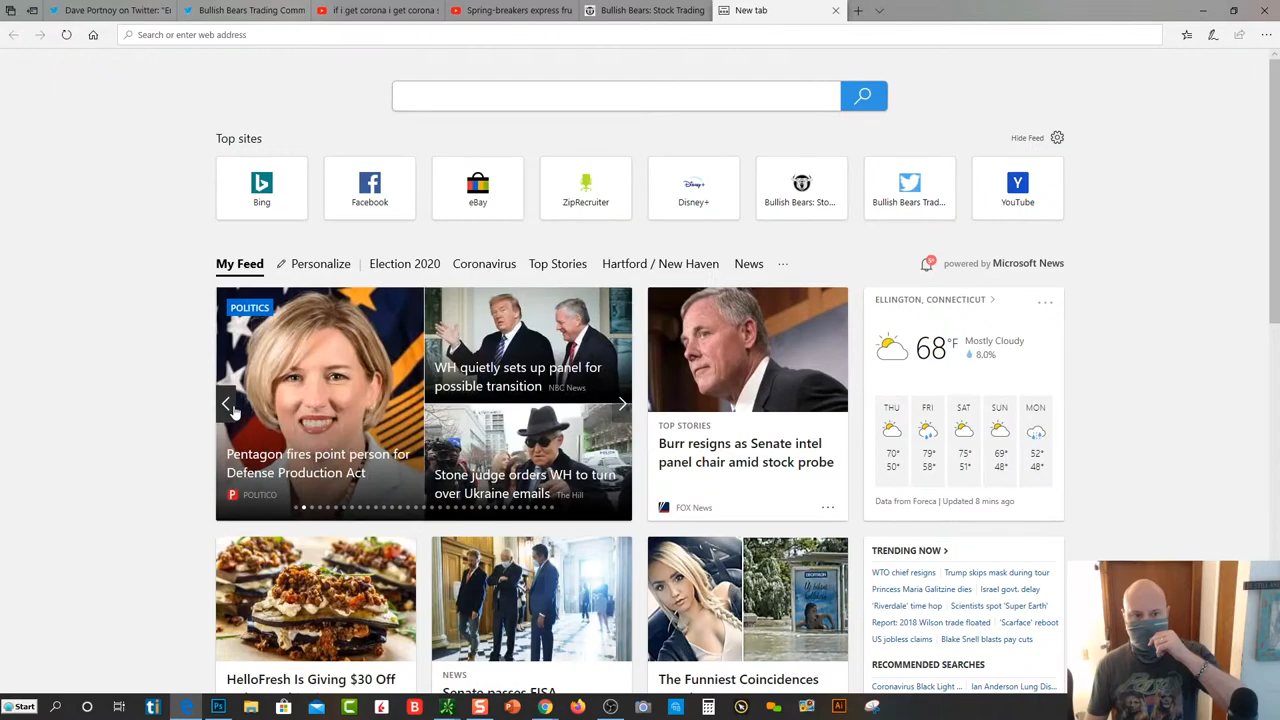 Dave Portnoy on Twitter: "E
Bullish Bears Trading Comm
if i get corona i get corona s
Spring-breakers express fru
Bullish Bears: Stock Trading
New tab
Search or enter web address
Top sites
Hide Feed
Bing
Facebook
eBay
ZipRecruiter
Disney+
Bullish Bears: Sto...
Bullish Bears Trad...
Y
YouTube
My Feed
Personalize
Election 2020
Coronavirus
Top Stories
Hartford / New Haven
News
...
powered by Microsoft News
POLITICS
Pentagon fires point person for
Defense Production Act
POLITICO
WH quietly sets up panel for
possible transition NBC News
Stone judge orders WH to turn
over Ukraine emails The Hill
TOP STORIES
Burr resigns as Senate intel
panel chair amid stock probe
FOX News
...
ELLINGTON, CONNECTICUT >
...
68°F
Mostly Cloudy
8.0%
THU FRI SAT SUN MON
70° 79° 75° 69° 52°
50° 58° 51° 48° 48°
Data from Foreca | Updated 8 mins ago
HelloFresh Is Giving $30 Off
NEWS
Senate passes FISA
The Funniest Coincidences
TRENDING NOW >
WTO chief resigns | Trump skips mask during tour
Princess Maria Galitzine dies | Israel govt. delay
'Riverdale' time hop | Scientists spot 'Super Earth'
Report: 2018 Wilson trade floated | 'Scarface' reboot
US jobless claims | Blake Snell blasts pay cuts
RECOMMENDED SEARCHES
Coronavirus Black Light ... | Ian Anderson Lung Dis...
Start